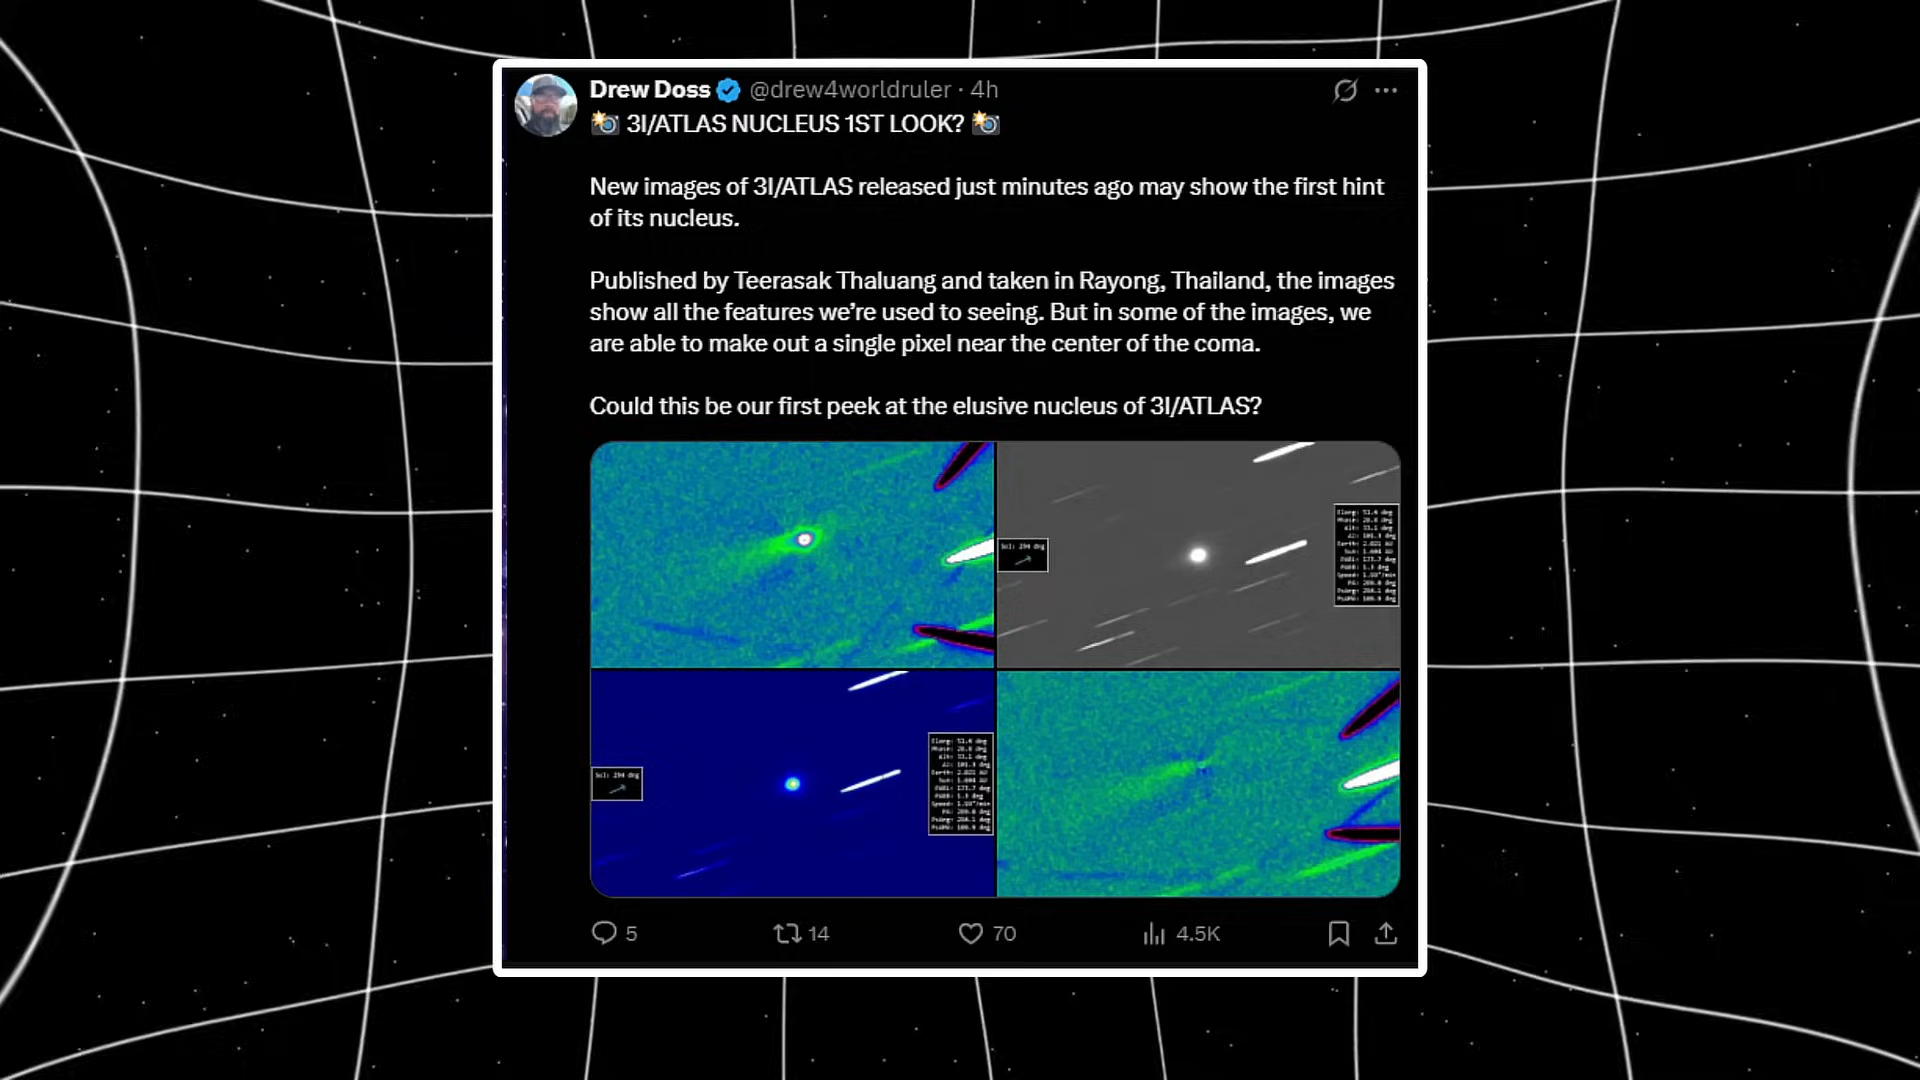 Drew Doss @drew4worldruler · 4h
3I/ATLAS NUCLEUS 1ST LOOK?
New images of 3I/ATLAS released just minutes ago may show the first hint
of its nucleus.
Published by Teerasak Thaluang and taken in Rayong, Thailand, the images
show all the features we’re used to seeing. But in some of the images, we
are able to make out a single pixel near the center of the coma.
Could this be our first peek at the elusive nucleus of 3I/ATLAS?
5 14 70 4.5K